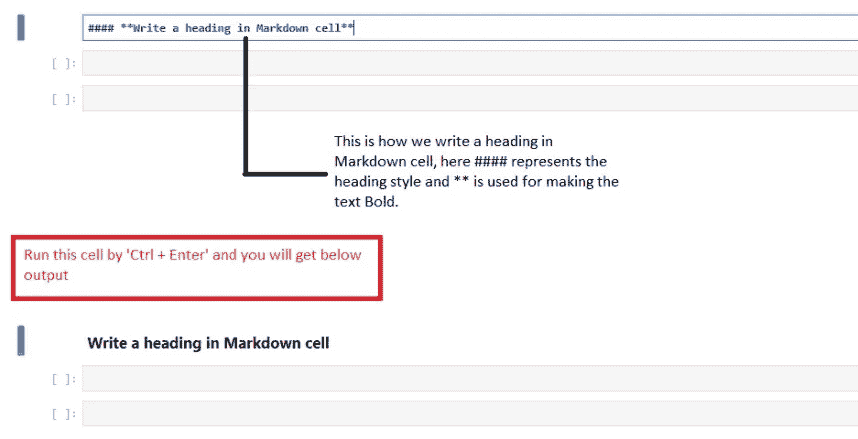 #### **Write a heading in Markdown cell**
[ ]:
[ ]:
This is how we write a heading in
Markdown cell, here #### represents the
heading style and ** is used for making the
text Bold.
Run this cell by 'Ctrl + Enter' and you will get below
output
Write a heading in Markdown cell
[ ]:
[ ]: